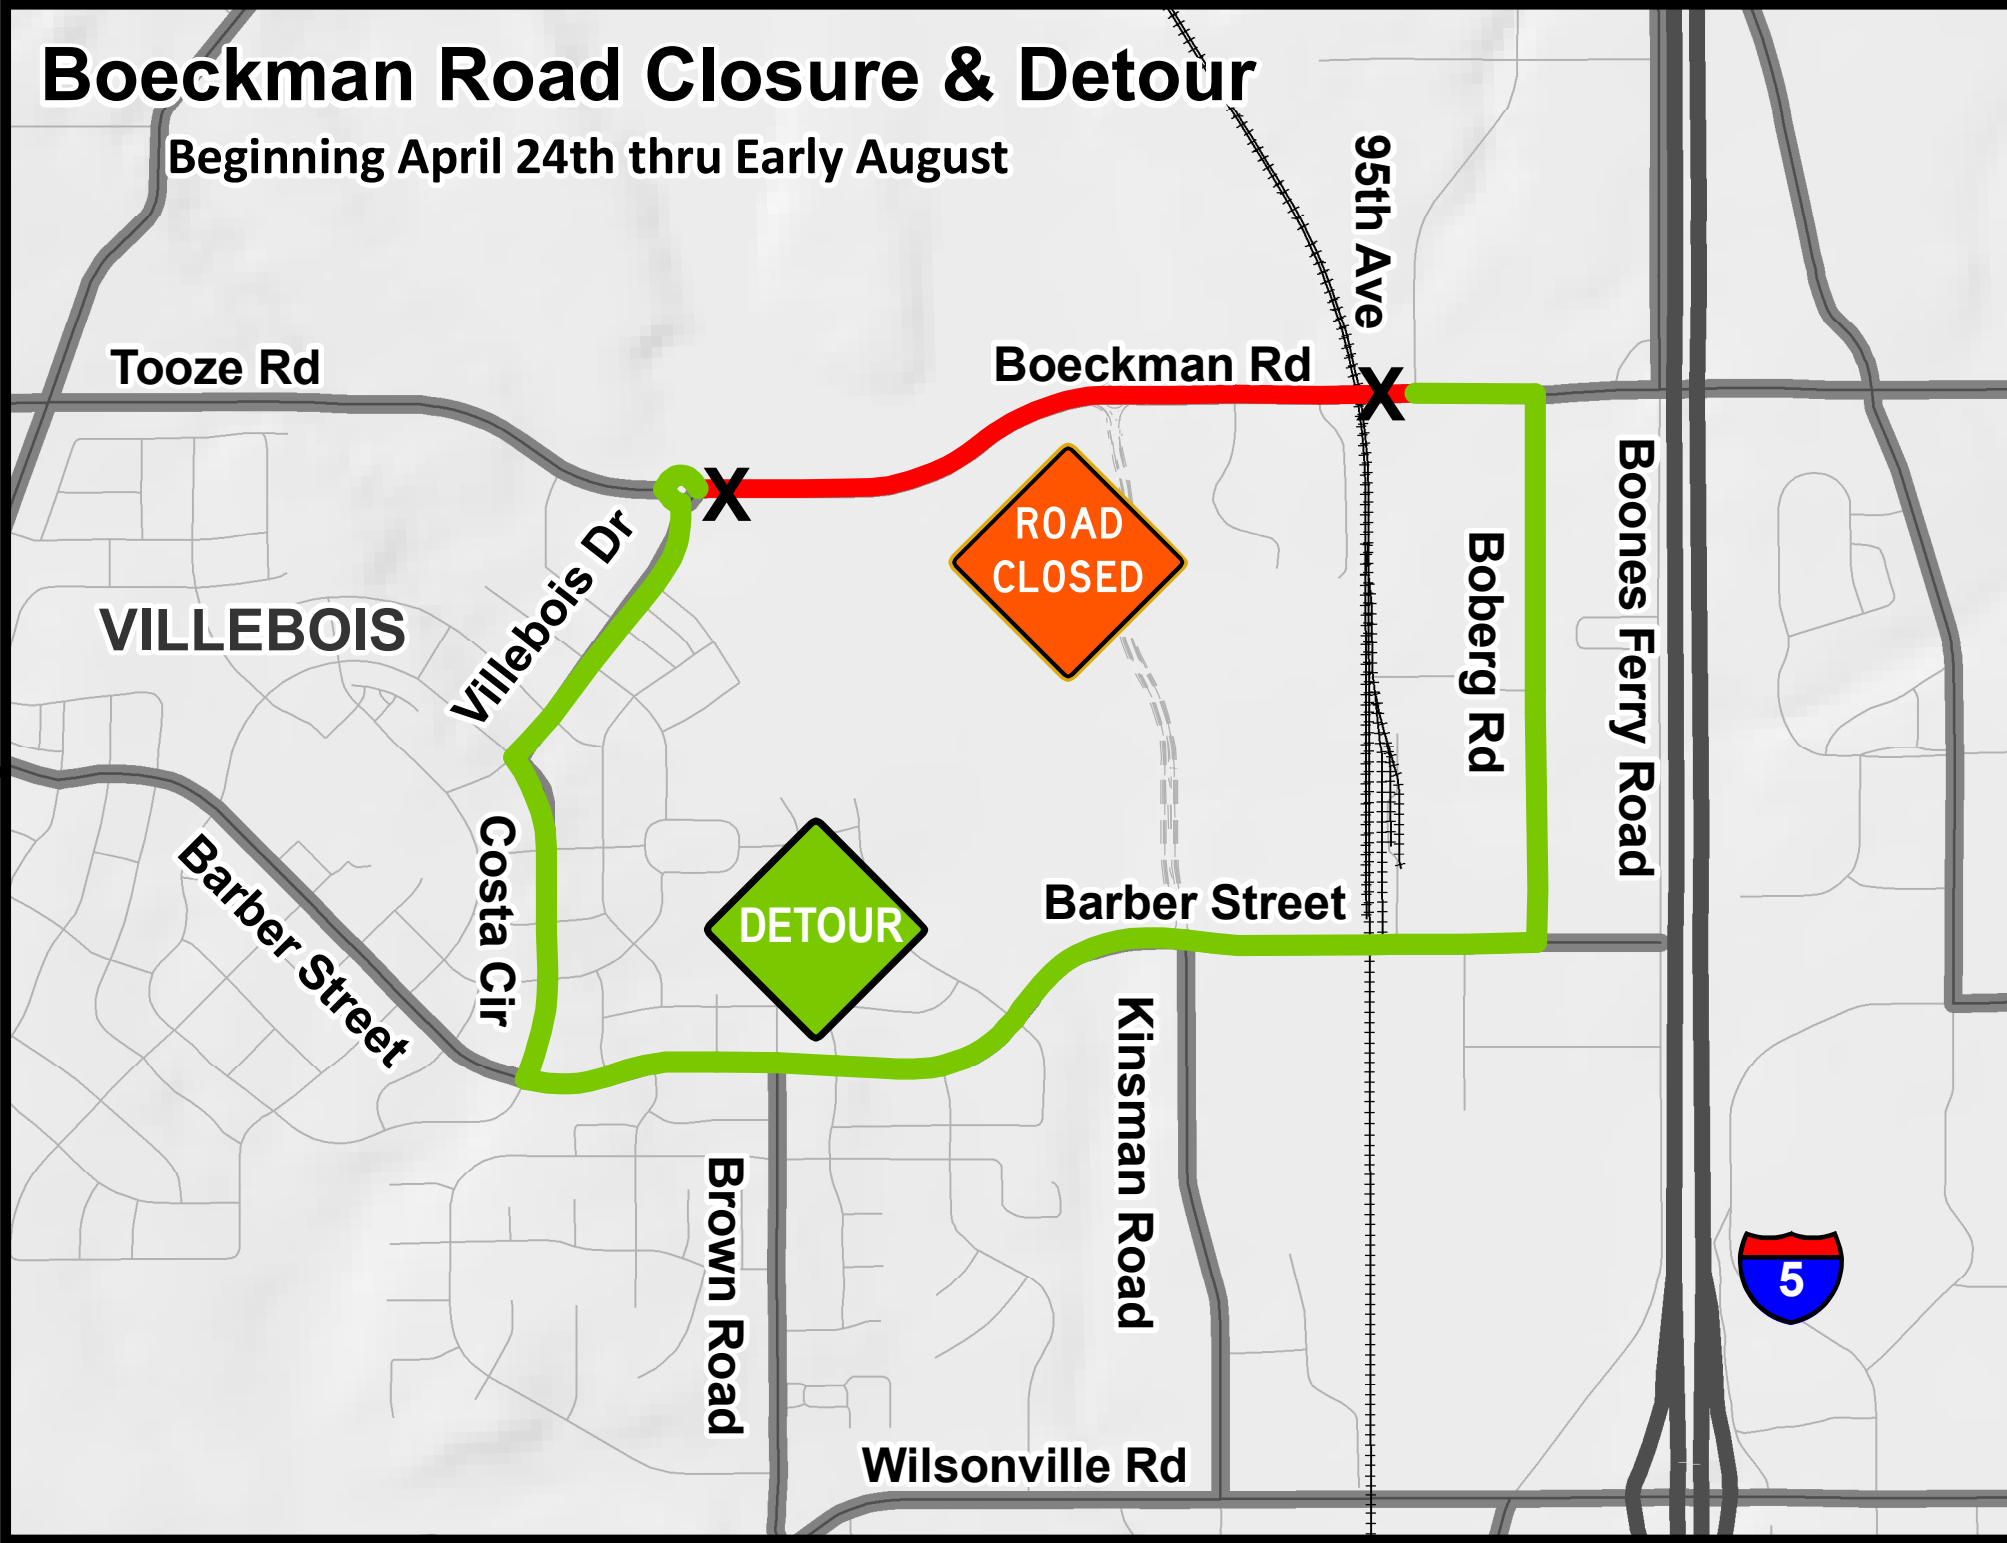 Boeckman Road Closure & Detour
Beginning April 24th thru Early August
95th Ave
Tooze Rd
Boeckman Rd
ROAD
CLOSED
Villebois Dr
VILLEBOIS
Boberg Rd
Boones Ferry Road
Costa Cir
Barber Street
DETOUR
Barber Street
Kinsman Road
Brown Road
5
Wilsonville Rd
X
X